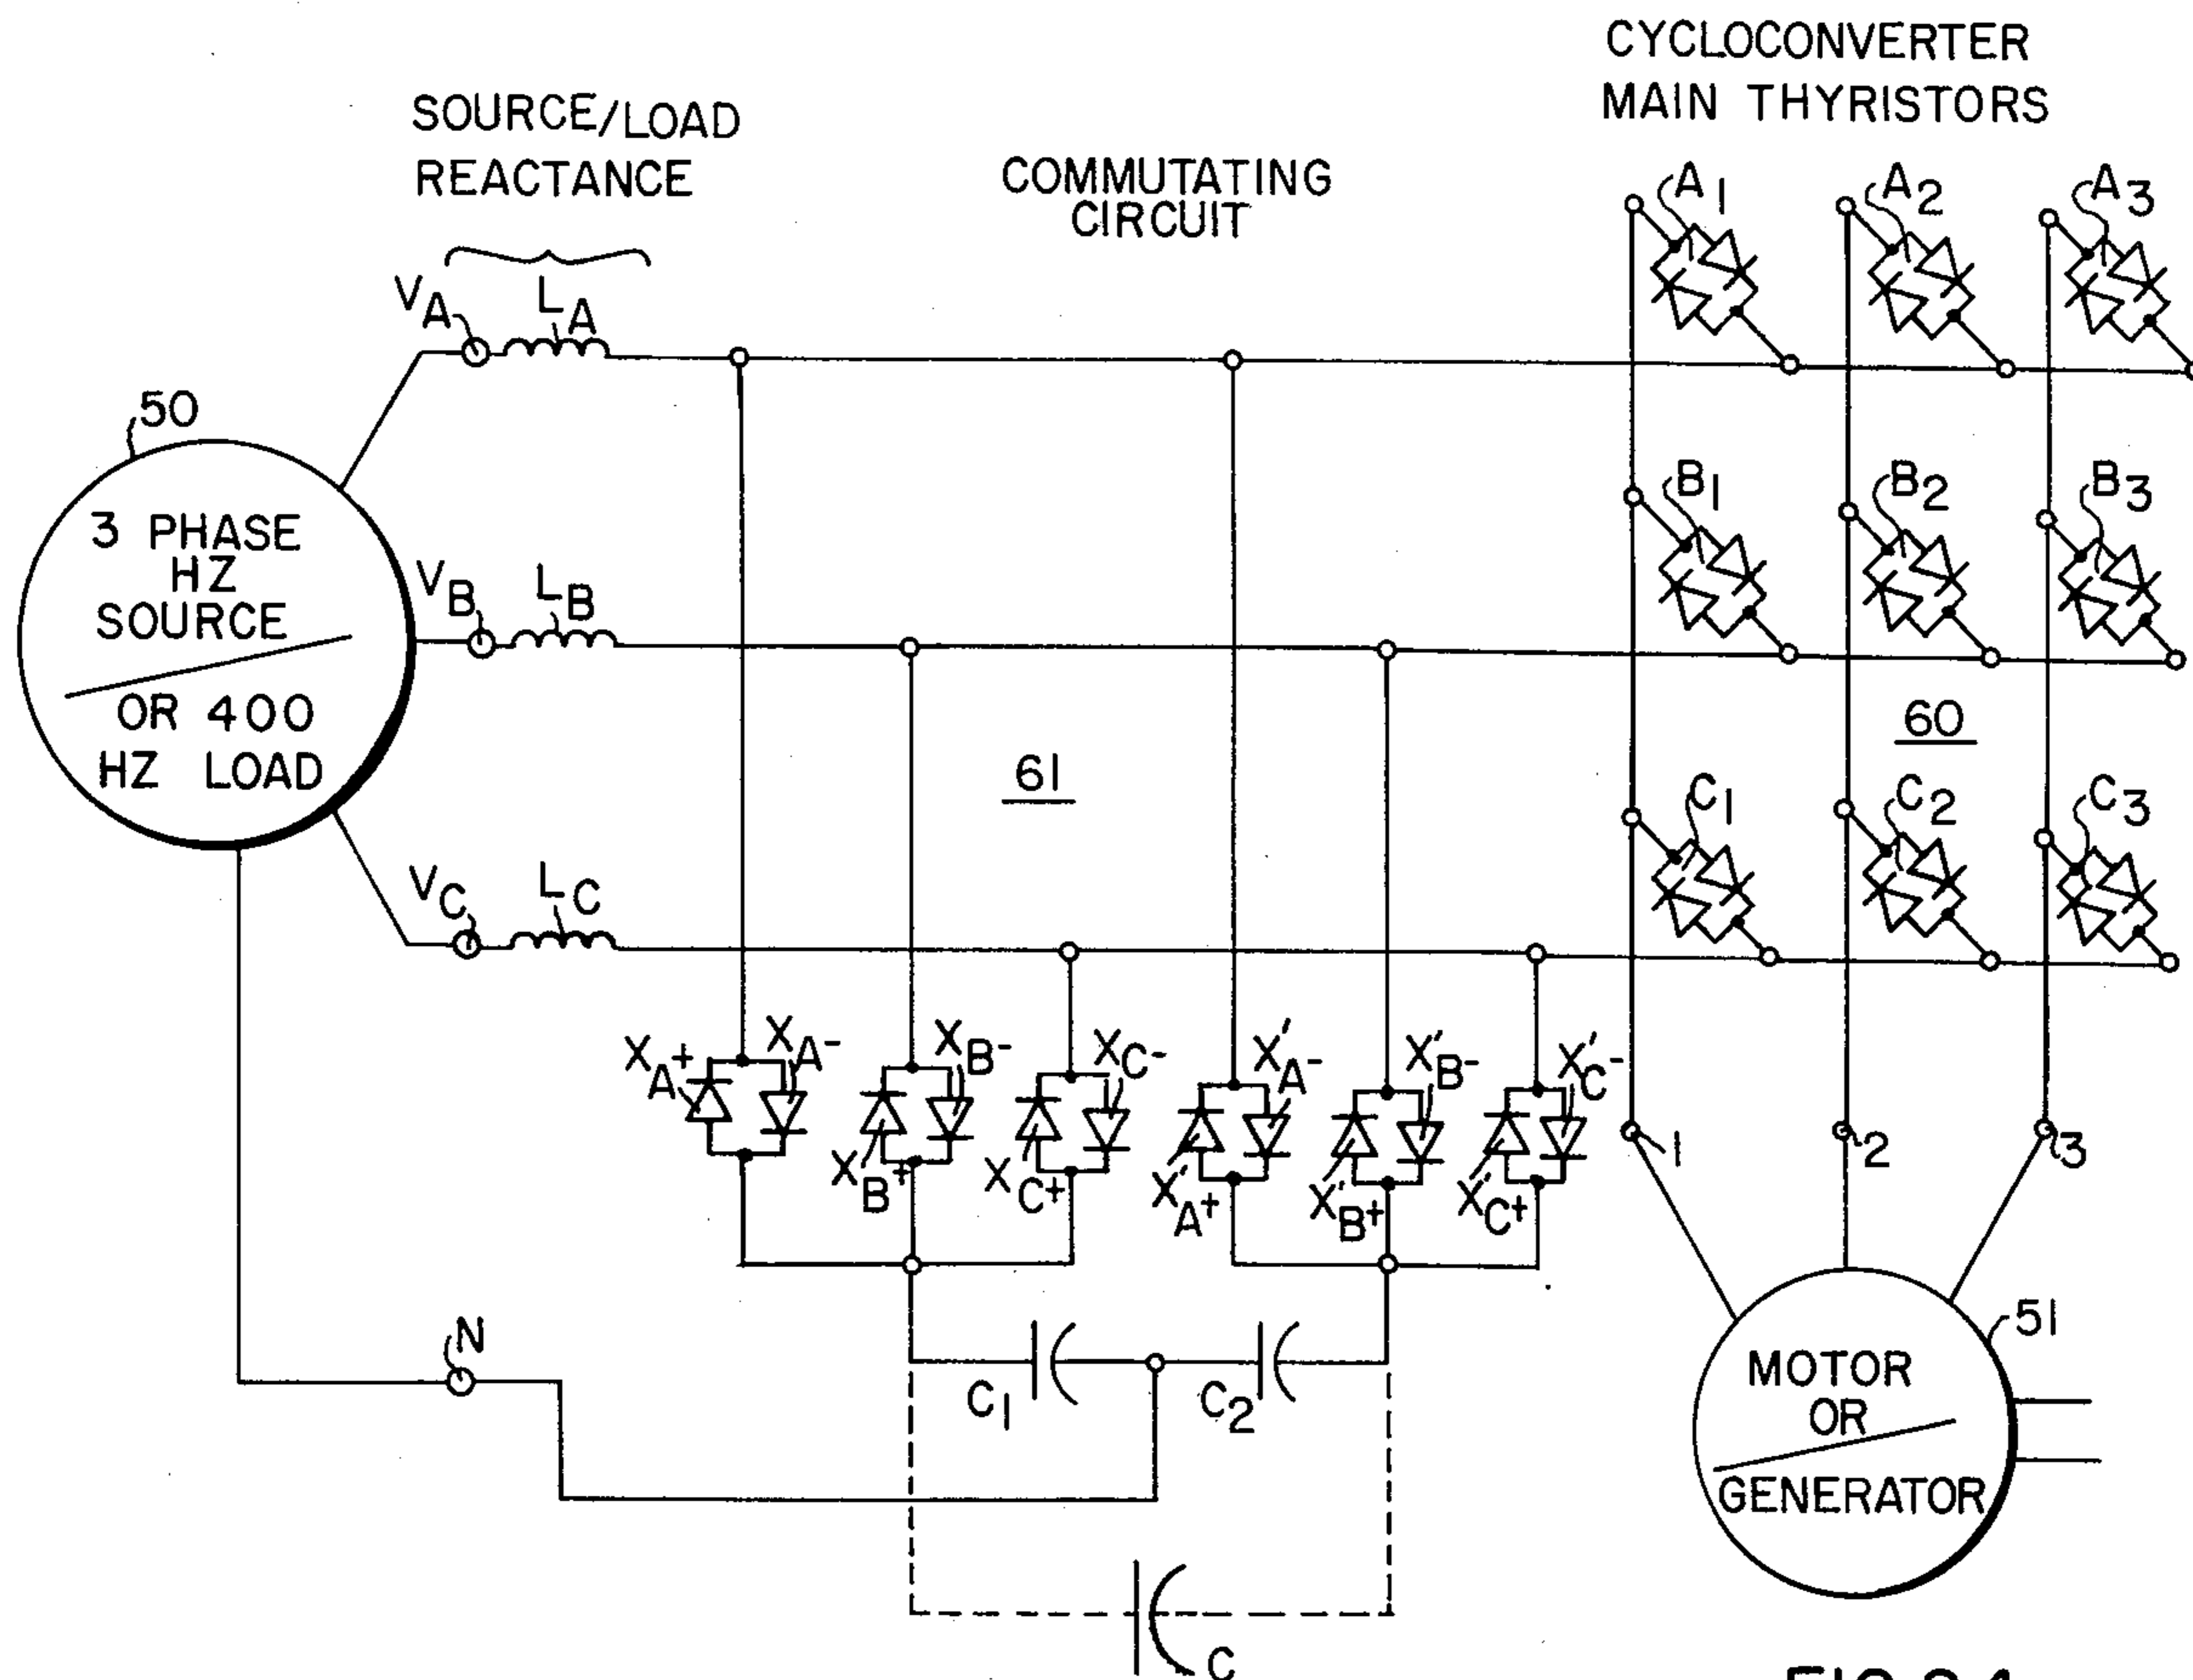 CYCLOCONVERTER
MAIN THYRISTORS
SOURCE/LOAD
REACTANCE
COMMUTATING
CIRCUIT
A1
A2
A3
VA
LA
50
3 PHASE
HZ
SOURCE
OR 400
HZ LOAD
VB
LB
B1
B2
B3
60
61
VC
LC
C1
C2
C3
XA+
XA-
XB-
XC-
X'A-
X'B-
X'C-
XB+
XC+
X'A+
X'B+
X'C+
1
2
3
N
C1
C2
51
MOTOR
OR
GENERATOR
C